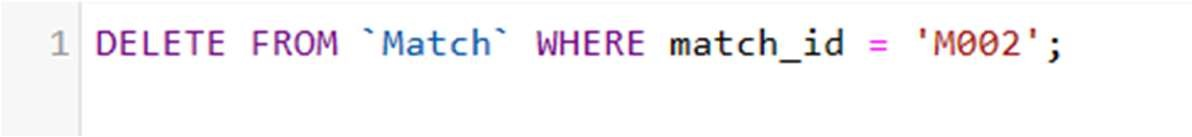 1 DELETE FROM `Match` WHERE match_id = 'M002';